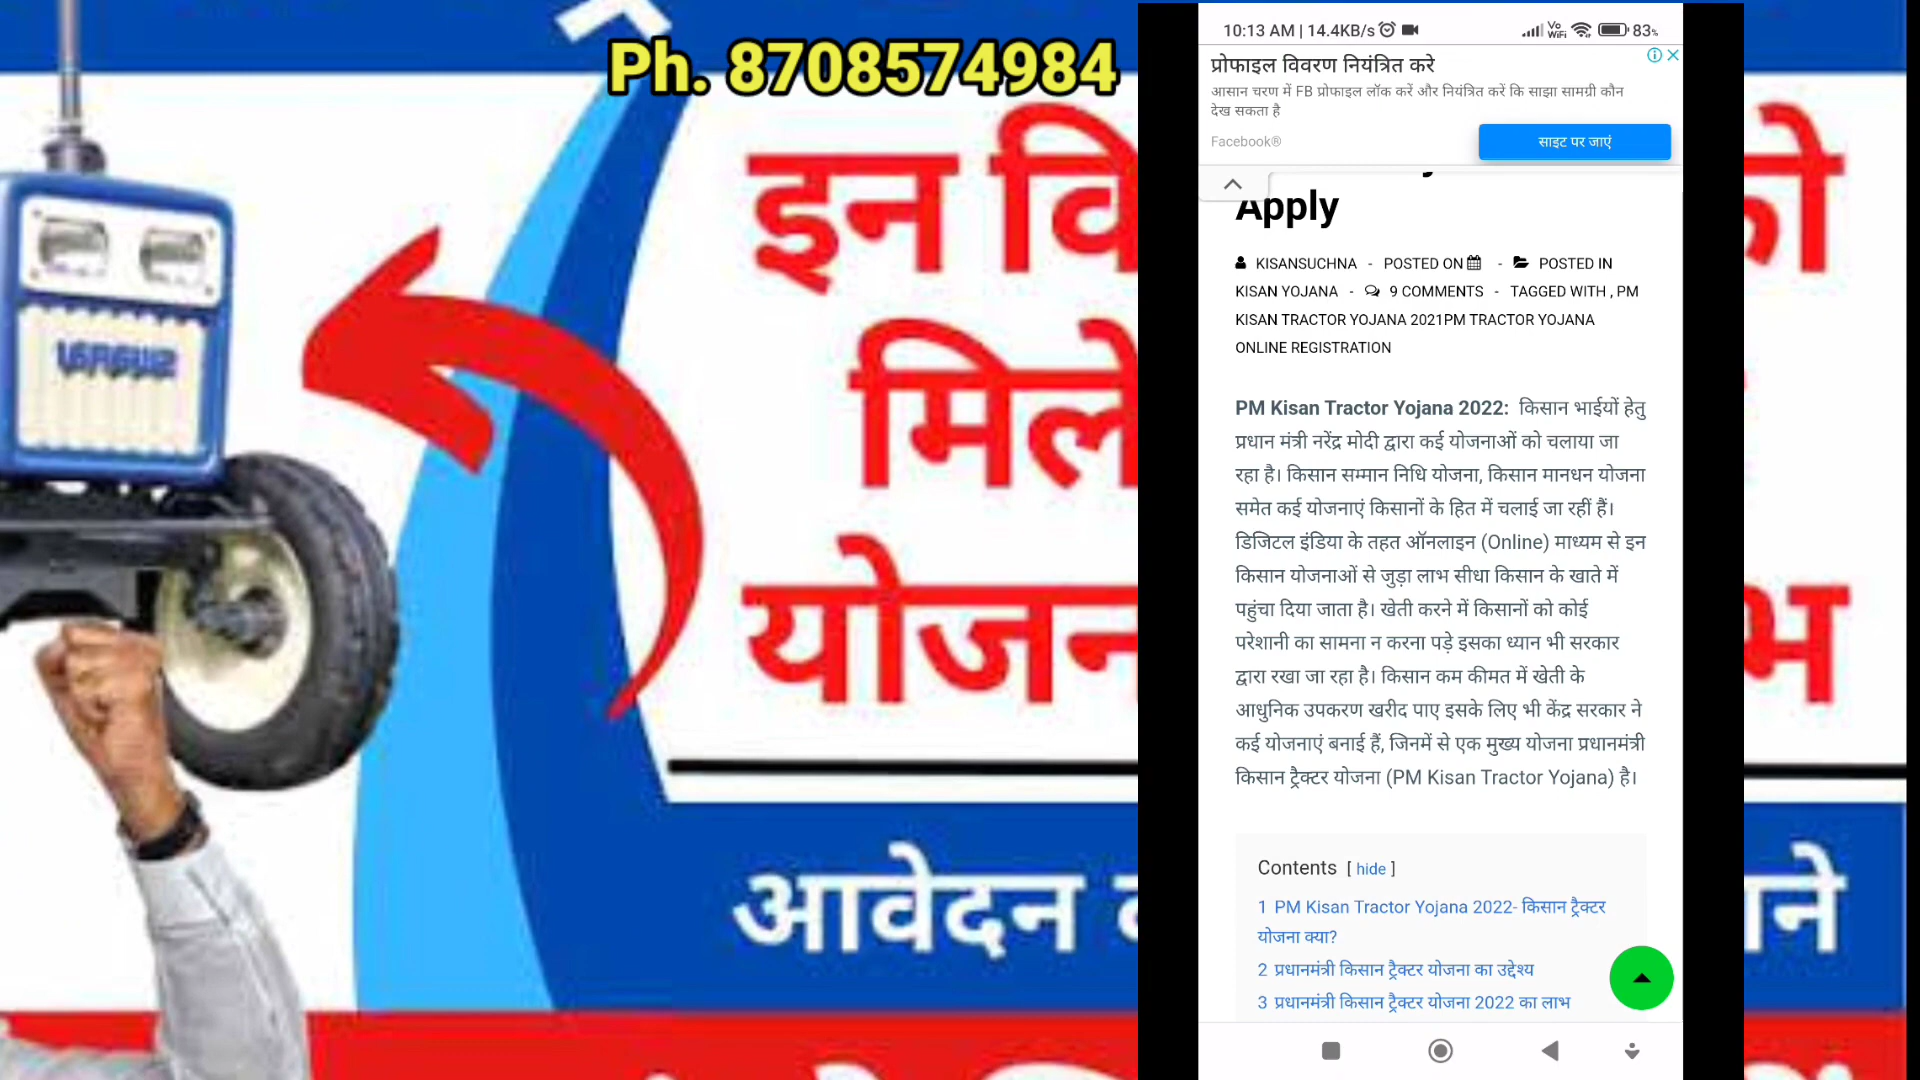 Ph. 8708574984
इन
को
मिले
योजन
आवेदन
10:13 AM | 14.4KB/s
Vo WiFi
83%
प्रोफाइल विवरण नियंत्रित करे
आसान चरण में FB प्रोफाइल लॉक करें और नियंत्रित करें कि साझा सामग्री कौन
देख सकता है
Facebook®
साइट पर जाएं
Apply
KISANSUCHNA - POSTED ON - POSTED IN
KISAN YOJANA - 9 COMMENTS - TAGGED WITH , PM
KISAN TRACTOR YOJANA 2021PM TRACTOR YOJANA
ONLINE REGISTRATION
PM Kisan Tractor Yojana 2022: किसान भाईयों हेतु
प्रधान मंत्री नरेंद्र मोदी द्वारा कई योजनाओं को चलाया जा
रहा है। किसान सम्मान निधि योजना, किसान मानधन योजना
समेत कई योजनाएं किसानों के हित में चलाई जा रहीं हैं।
डिजिटल इंडिया के तहत ऑनलाइन (Online) माध्यम से इन
किसान योजनाओं से जुड़ा लाभ सीधा किसान के खाते में
पहुंचा दिया जाता है। खेती करने में किसानों को कोई
परेशानी का सामना न करना पड़े इसका ध्यान भी सरकार
द्वारा रखा जा रहा है। किसान कम कीमत में खेती के
आधुनिक उपकरण खरीद पाए इसके लिए भी केंद्र सरकार ने
कई योजनाएं बनाई हैं, जिनमें से एक मुख्य योजना प्रधानमंत्री
किसान ट्रैक्टर योजना (PM Kisan Tractor Yojana) है।
Contents [ hide ]
1 PM Kisan Tractor Yojana 2022- किसान ट्रैक्टर
योजना क्या?
2 प्रधानमंत्री किसान ट्रैक्टर योजना का उद्देश्य
3 प्रधानमंत्री किसान ट्रैक्टर योजना 2022 का लाभ